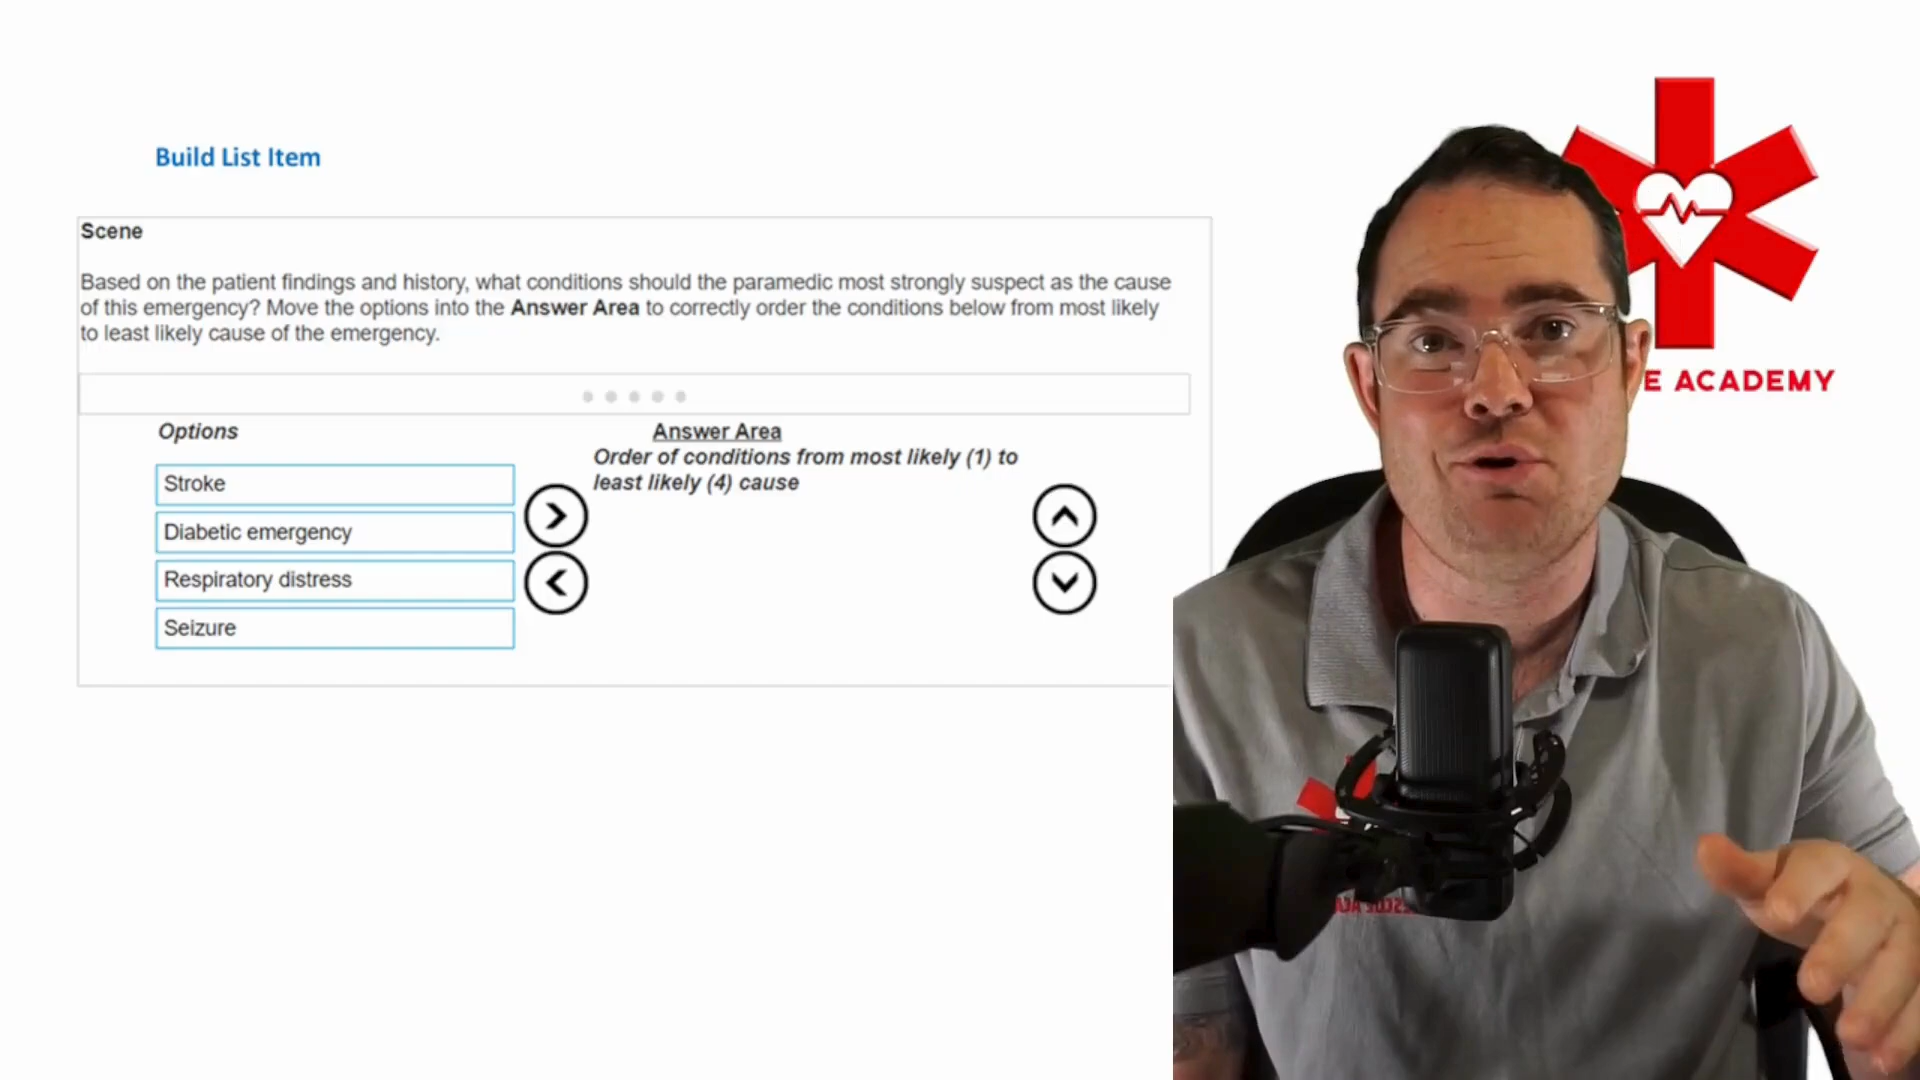 Build List Item
Scene
Based on the patient findings and history, what conditions should the paramedic most strongly suspect as the cause
of this emergency? Move the options into the Answer Area to correctly order the conditions below from most likely
to least likely cause of the emergency.
Options
Answer Area
Order of conditions from most likely (1) to
least likely (4) cause
Stroke
Diabetic emergency
Respiratory distress
Seizure
E ACADEMY